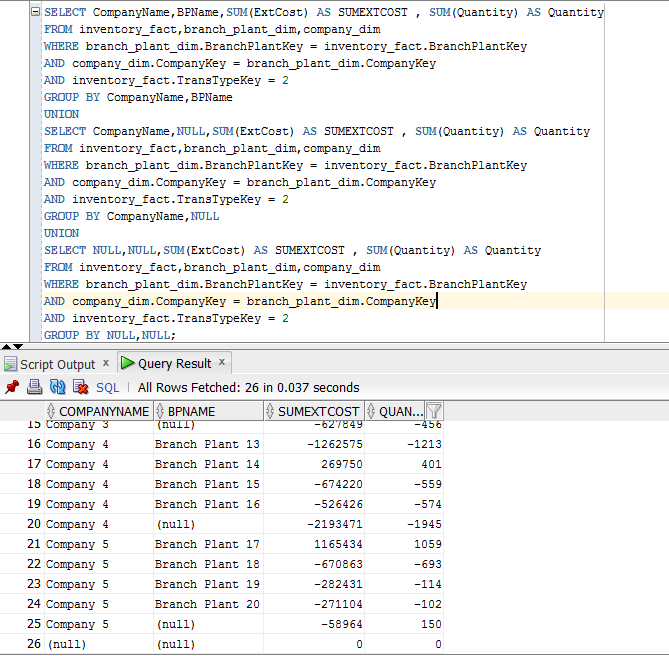 SELECT CompanyName,BPName,SUM(ExtCost) AS SUMEXTCOST , SUM(Quantity) AS Quantity
FROM inventory_fact,branch_plant_dim,company_dim
WHERE branch_plant_dim.BranchPlantKey = inventory_fact.BranchPlantKey
AND company_dim.CompanyKey = branch_plant_dim.CompanyKey
AND inventory_fact.TransTypeKey = 2
GROUP BY CompanyName,BPName
UNION
SELECT CompanyName,NULL,SUM(ExtCost) AS SUMEXTCOST , SUM(Quantity) AS Quantity
FROM inventory_fact,branch_plant_dim,company_dim
WHERE branch_plant_dim.BranchPlantKey = inventory_fact.BranchPlantKey
AND company_dim.CompanyKey = branch_plant_dim.CompanyKey
AND inventory_fact.TransTypeKey = 2
GROUP BY CompanyName,NULL
UNION
SELECT NULL,NULL,SUM(ExtCost) AS SUMEXTCOST , SUM(Quantity) AS Quantity
FROM inventory_fact,branch_plant_dim,company_dim
WHERE branch_plant_dim.BranchPlantKey = inventory_fact.BranchPlantKey
AND company_dim.CompanyKey = branch_plant_dim.CompanyKey
AND inventory_fact.TransTypeKey = 2
GROUP BY NULL,NULL;
Script Output x Query Result x
SQL | All Rows Fetched: 26 in 0.037 seconds
COMPANYNAME BPNAME SUMEXTCOST QUAN...
15 Company 3 (null) -627849 -456
16 Company 4 Branch Plant 13 -1262575 -1213
17 Company 4 Branch Plant 14 269750 401
18 Company 4 Branch Plant 15 -674220 -559
19 Company 4 Branch Plant 16 -526426 -574
20 Company 4 (null) -2193471 -1945
21 Company 5 Branch Plant 17 1165434 1059
22 Company 5 Branch Plant 18 -670863 -693
23 Company 5 Branch Plant 19 -282431 -114
24 Company 5 Branch Plant 20 -271104 -102
25 Company 5 (null) -58964 150
26 (null) (null) 0 0